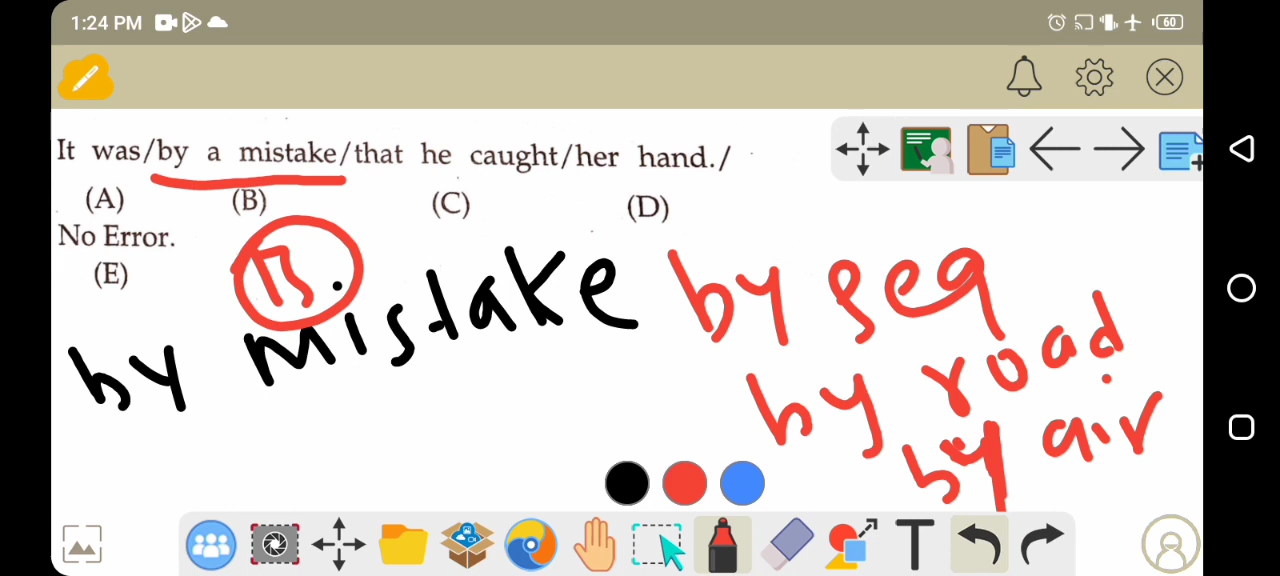 1:24 PM
60
It was/by a mistake/that he caught/her hand./
(A) (B) (C) (D)
No Error.
(E)
B.
by mistake
by sea
by road
by air
T